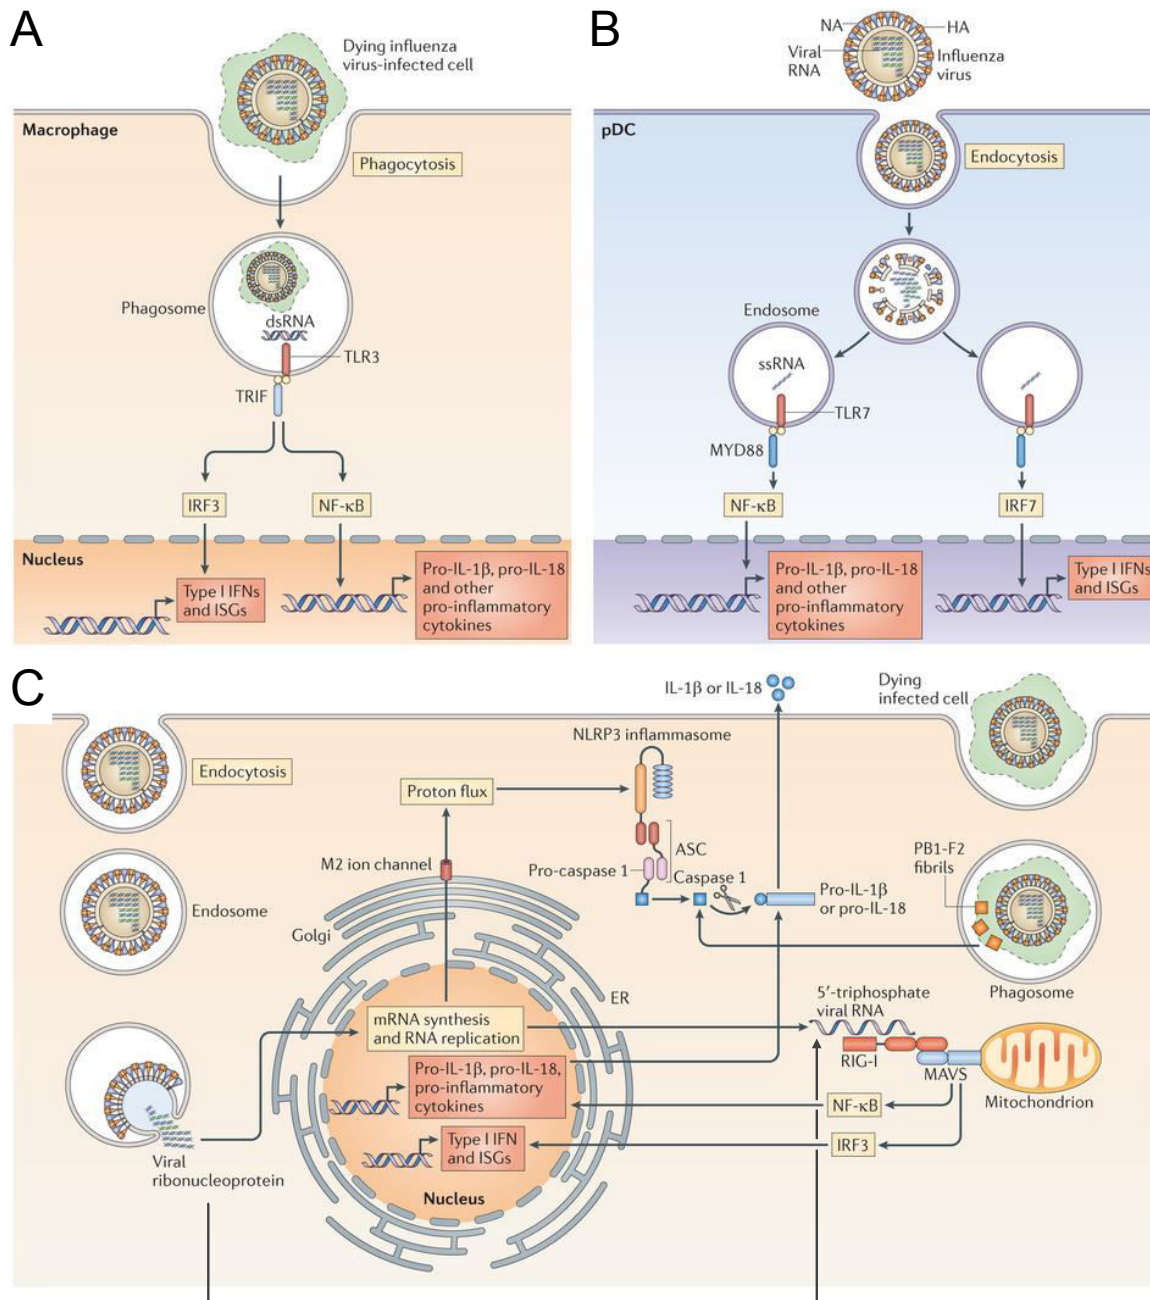 A
Dying influenza
virus-infected cell
Macrophage
Phagocytosis
Phagosome
dsRNA
TLR3
TRIF
IRF3
NF-κB
Nucleus
Type I IFNs
and ISGs
Pro-IL-1β, pro-IL-18
and other
pro-inflammatory
cytokines
B
NA
HA
Viral
RNA
Influenza
virus
pDC
Endocytosis
Endosome
ssRNA
TLR7
MYD88
NF-κB
IRF7
Pro-IL-1β, pro-IL-18
and other
pro-inflammatory
cytokines
Type I IFNs
and ISGs
C
IL-1β or IL-18
Dying
infected cell
NLRP3 inflammasome
Endocytosis
Proton flux
M2 ion channel
ASC
Pro-caspase 1
Caspase 1
PB1-F2
fibrils
Pro-IL-1β
or pro-IL-18
Endosome
Golgi
ER
Phagosome
5′-triphosphate
viral RNA
mRNA synthesis
and RNA replication
RIG-I
MAVS
Mitochondrion
Pro-IL-1β, pro-IL-18,
pro-inflammatory
cytokines
NF-κB
Type I IFN
and ISGs
IRF3
Viral
ribonucleoprotein
Nucleus